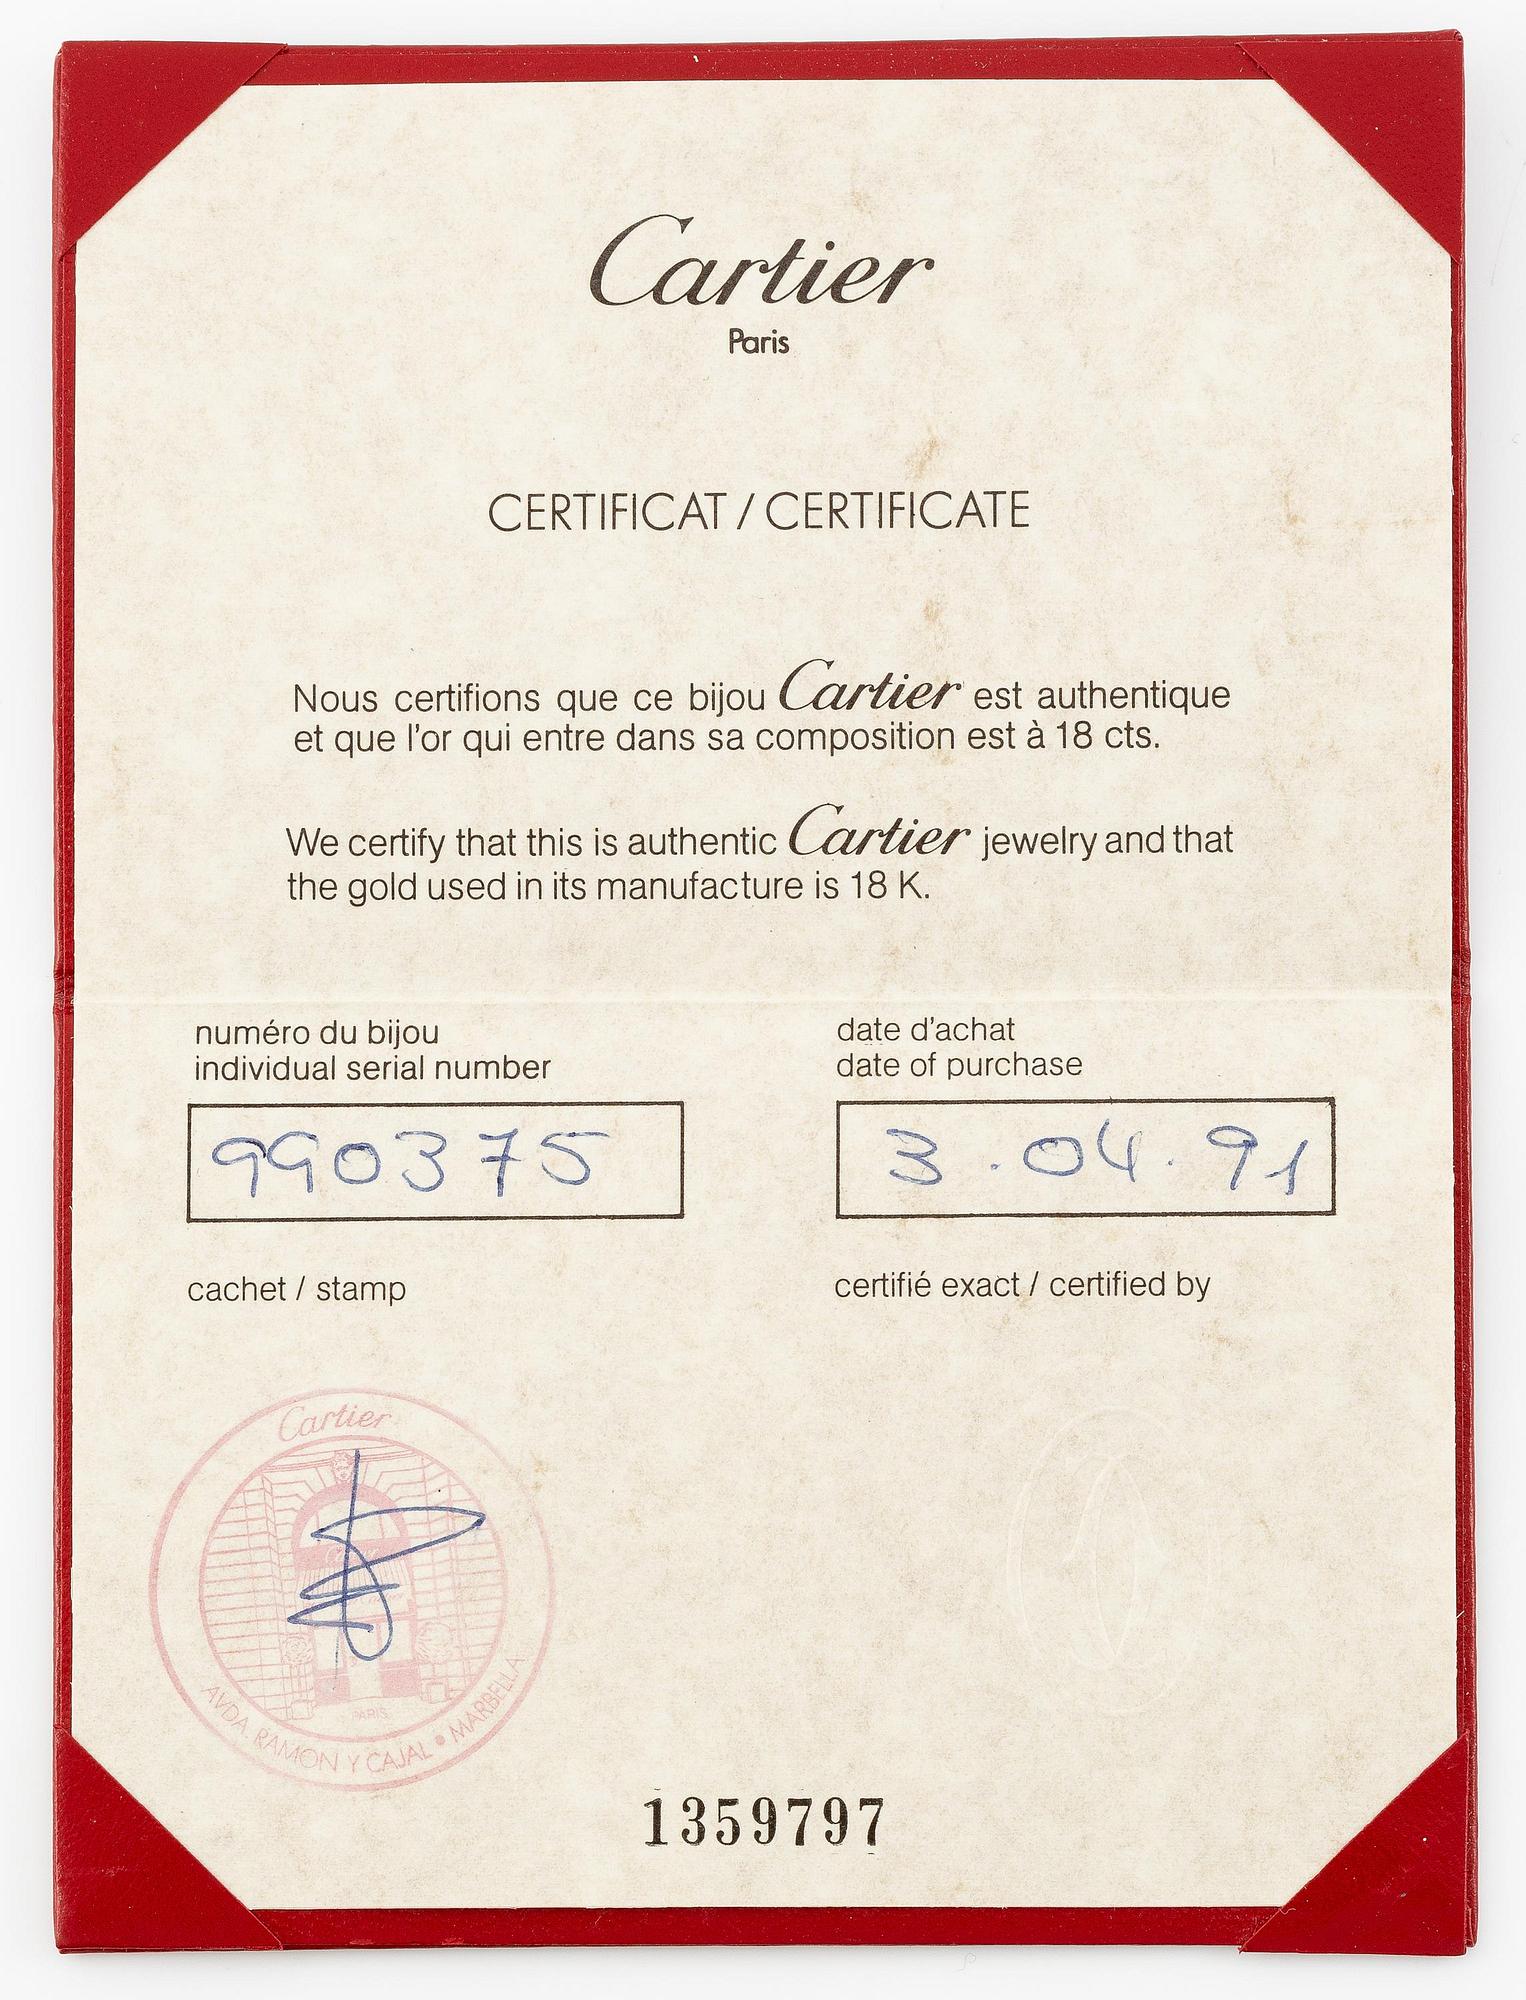 Cartier
Paris
CERTIFICAT / CERTIFICATE
Nous certifions que ce bijou Cartier est authentique
et que l'or qui entre dans sa composition est à 18 cts.
We certify that this is authentic Cartier jewelry and that
the gold used in its manufacture is 18 K.
numéro du bijou
individual serial number
990375
date d'achat
date of purchase
3.04.91
cachet / stamp
certifié exact / certified by
Cartier
PARIS
AVDA. RAMON Y CAJAL • MARBELLA
1359797